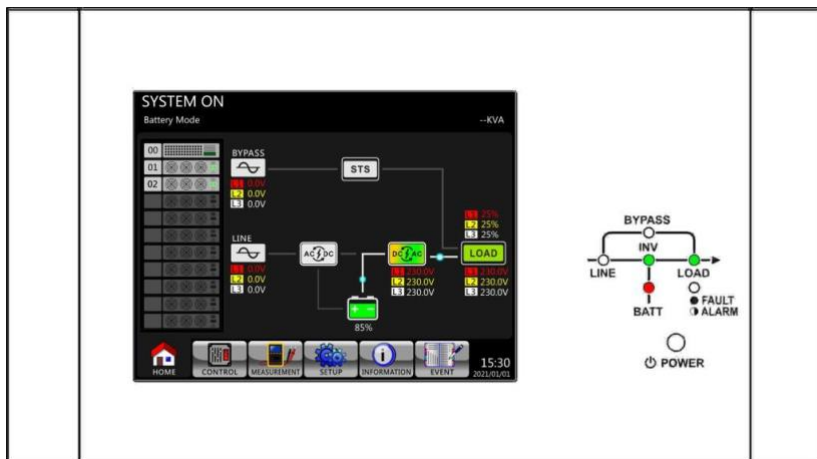 SYSTEM ON
Battery Mode
--KVA
00
01
02
BYPASS
L1 0.0V
L2 0.0V
L3 0.0V
STS
L1 25%
L2 25%
L3 25%
LINE
L1 0.0V
L2 0.0V
L3 0.0V
AC DC
DC AC
L1 230.0V
L2 230.0V
L3 230.0V
LOAD
L1 230.0V
L2 230.0V
L3 230.0V
85%
HOME
CONTROL
MEASUREMENT
SETUP
INFORMATION
EVENT
15:30
2021/01/01
BYPASS
INV
LINE
LOAD
BATT
FAULT
ALARM
POWER